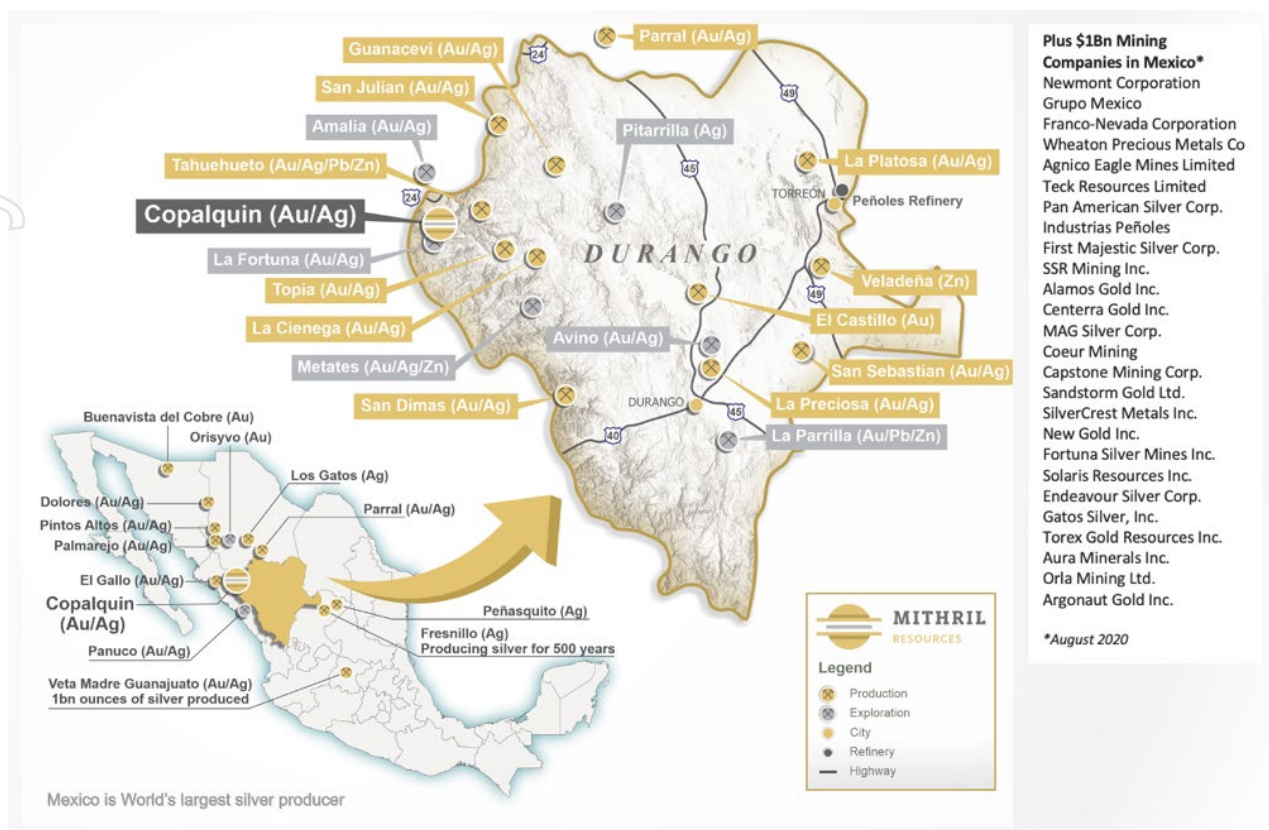 Parral (Au/Ag)
Guanacevi (Au/Ag)
24
San Julian (Au/Ag)
49
Amalia (Au/Ag)
Pitarrilla (Ag)
Tahuehueto (Au/Ag/Pb/Zn)
45
La Platosa (Au/Ag)
24
TORREÓN
Peñoles Refinery
Copalquin (Au/Ag)
La Fortuna (Au/Ag)
DURANGO
Topia (Au/Ag)
Veladeña (Zn)
49
La Cienega (Au/Ag)
El Castillo (Au)
Avino (Au/Ag)
Metates (Au/Ag/Zn)
San Sebastian (Au/Ag)
San Dimas (Au/Ag)
DURANGO
La Preciosa (Au/Ag)
45
40
La Parrilla (Au/Pb/Zn)
Buenavista del Cobre (Au)
Orisyvo (Au)
Los Gatos (Ag)
Dolores (Au/Ag)
Parral (Au/Ag)
Pintos Altos (Au/Ag)
Palmarejo (Au/Ag)
El Gallo (Au/Ag)
Copalquin
(Au/Ag)
Peñasquito (Ag)
Fresnillo (Ag)
Producing silver for 500 years
Panuco (Au/Ag)
Veta Madre Guanajuato (Au/Ag)
1bn ounces of silver produced
Mexico is World's largest silver producer
MITHRIL
RESOURCES
Legend
Production
Exploration
City
Refinery
Highway
Plus $1Bn Mining
Companies in Mexico*
Newmont Corporation
Grupo Mexico
Franco-Nevada Corporation
Wheaton Precious Metals Co
Agnico Eagle Mines Limited
Teck Resources Limited
Pan American Silver Corp.
Industrias Peñoles
First Majestic Silver Corp.
SSR Mining Inc.
Alamos Gold Inc.
Centerra Gold Inc.
MAG Silver Corp.
Coeur Mining
Capstone Mining Corp.
Sandstorm Gold Ltd.
SilverCrest Metals Inc.
New Gold Inc.
Fortuna Silver Mines Inc.
Solaris Resources Inc.
Endeavour Silver Corp.
Gatos Silver, Inc.
Torex Gold Resources Inc.
Aura Minerals Inc.
Orla Mining Ltd.
Argonaut Gold Inc.
*August 2020